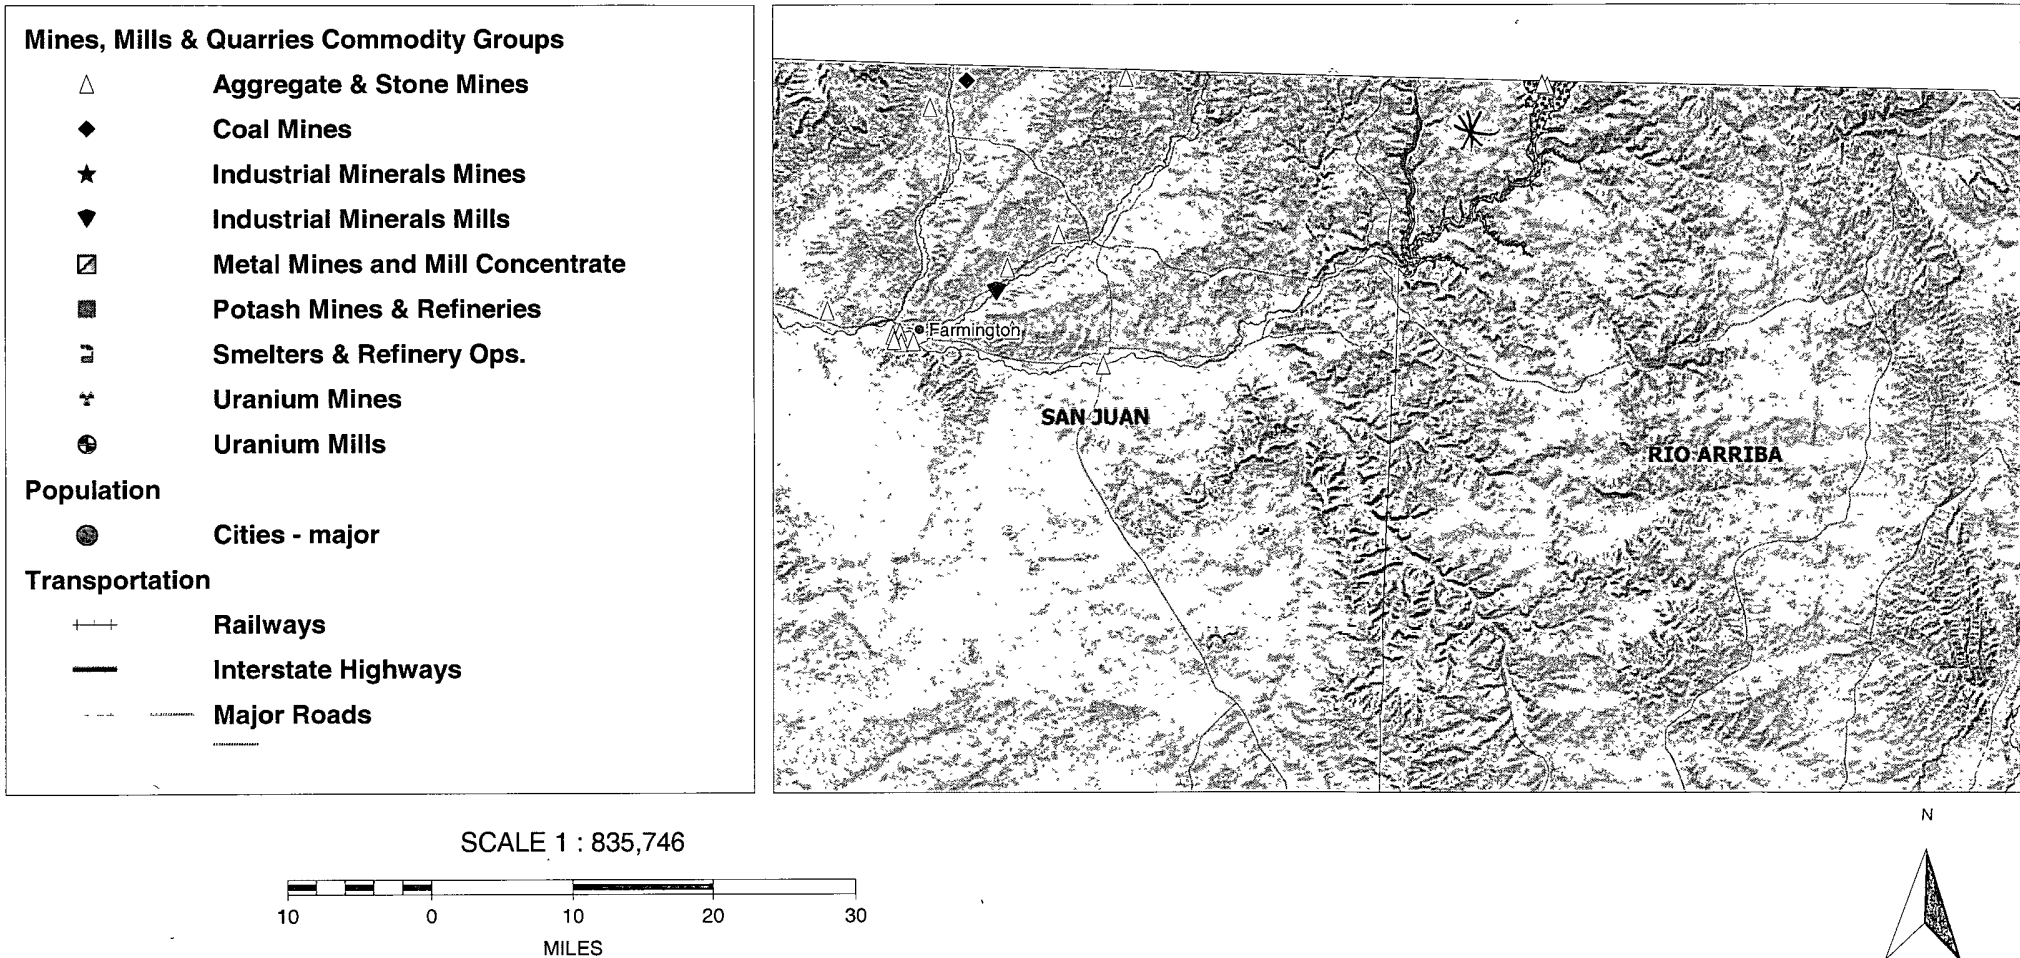 Mines, Mills & Quarries Commodity Groups
Aggregate & Stone Mines
Coal Mines
Industrial Minerals Mines
Industrial Minerals Mills
Metal Mines and Mill Concentrate
Potash Mines & Refineries
Smelters & Refinery Ops.
Uranium Mines
Uranium Mills
Population
Cities - major
Transportation
Railways
Interstate Highways
Major Roads
Farmington
SAN JUAN
RIO ARRIBA
SCALE 1 : 835,746
10 0 10 20 30
MILES
N